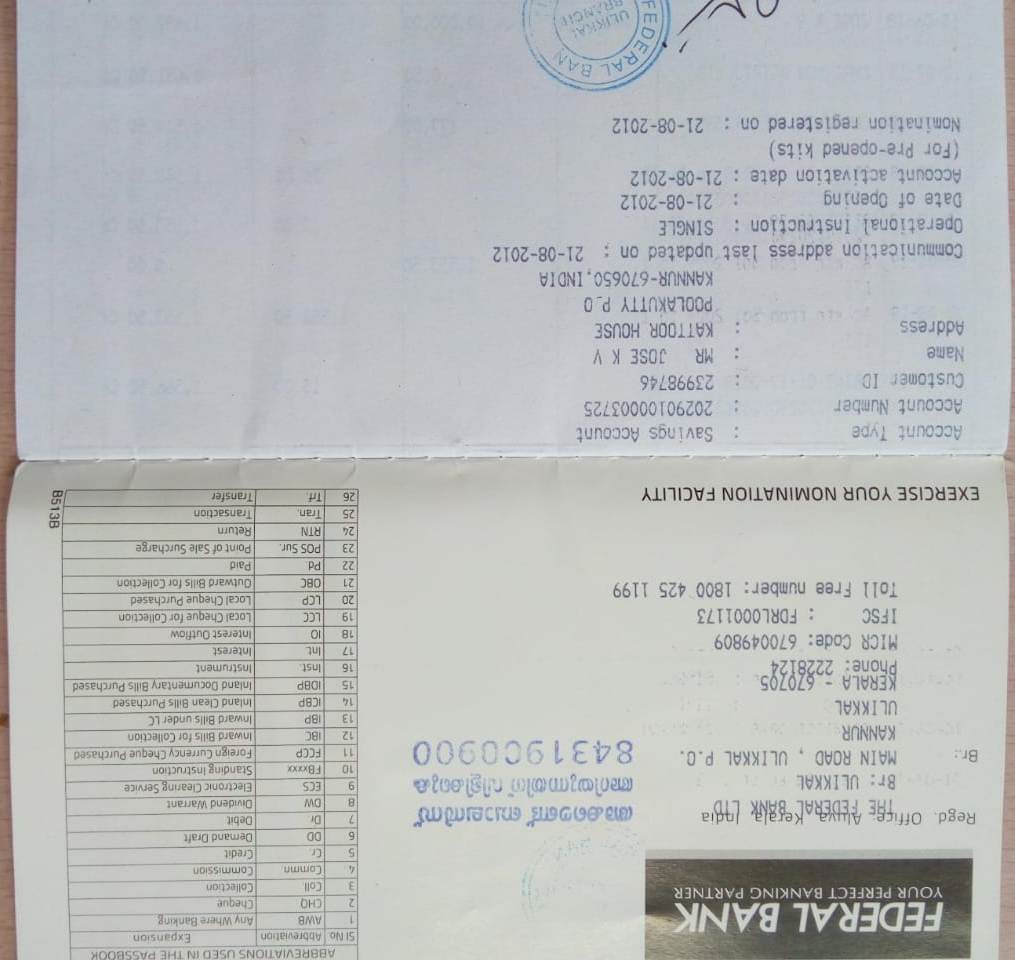 FEDERAL BANK
YOUR PERFECT BANKING PARTNER
Regd. Office: Aluva, Kerala, India
THE FEDERAL BANK LTD
Br.:
Br: ULIKKAL
MAIN ROAD , ULIKKAL P.O.
KANNUR
ULIKKAL
KERALA - 670705
Phone: 2228124
MICR Code: 670049809
IFSC : FDRL0001173
Toll Free number: 1800 425 1199
EXERCISE YOUR NOMINATION FACILITY
അക്കൗണ്ട് ബാലൻസ്
അറിയുന്നതിന് വിളിക്കുക
8431900900
ABBREVIATIONS USED IN THE PASSBOOK
Sl No Abbreviation Expansion
1 AWB Any Where Banking
2 CHQ Cheque
3 Coll Collection
4 Commn. Commission
5 Cr. Credit
6 DD Demand Draft
7 Dr Debit
8 DW Dividend Warrant
9 ECS Electronic Clearing Service
10 FBxxxx Standing Instruction
11 FCCP Foreign Currency Cheque Purchased
12 IBC Inward Bills for Collection
13 IBP Inward Bills under LC
14 ICBP Inland Clean Bills Purchased
15 IDBP Inland Documentary Bills Purchased
16 Inst. Instrument
17 Int. Interest
18 IO Interest Outflow
19 LCC Local Cheque for Collection
20 LCP Local Cheque Purchased
21 OBC Outward Bills for Collection
22 Pd. Paid
23 POS Sur. Point of Sale Surcharge
24 RTN Return
25 Tran. Transaction
26 Trf. Transfer
B513B
Account Type : Savings Account
Account Number : 20290100003725
Customer ID : 23998746
Name : MR JOSE K V
Address : KATTOOR HOUSE
POOLAKUTTY P.O
KANNUR-670650,INDIA
Communication address last updated on : 21-08-2012
Operational Instruction : SINGLE
Date of Opening : 21-08-2012
Account activation date : 21-08-2012
(For Pre-opened kits)
Nomination registered on : 21-08-2012
FEDERAL BAN
ULIKKAL
BRANCH